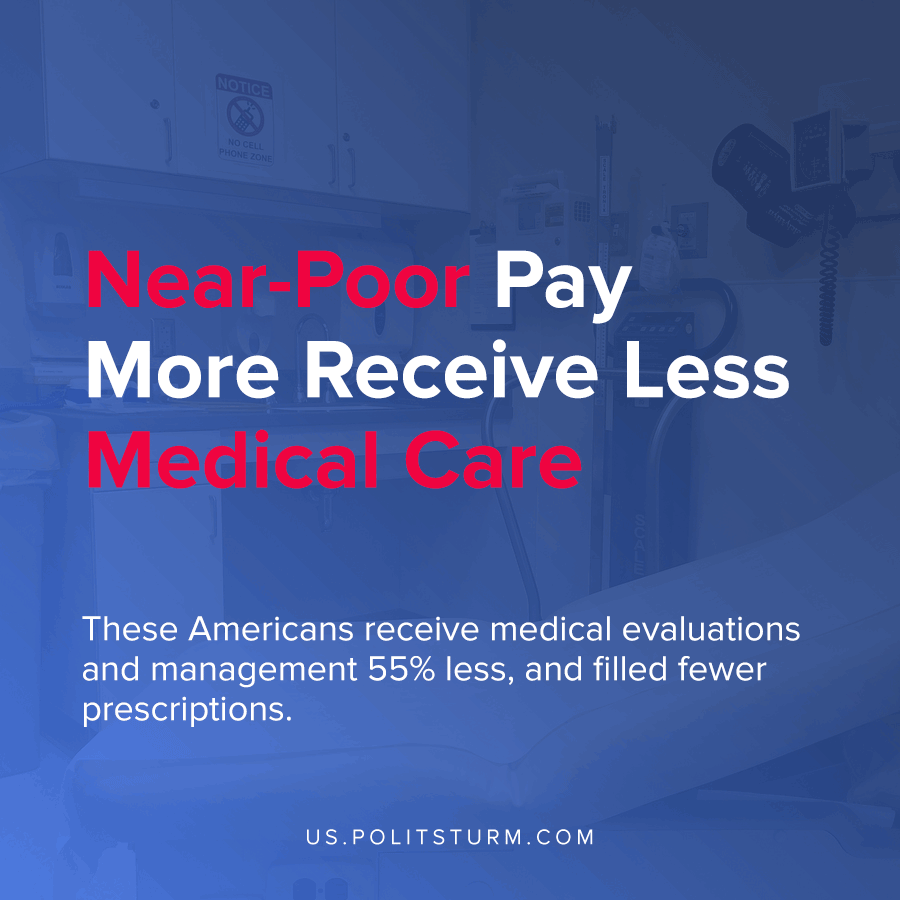 NOTICE
NO CELL
PHONE ZONE
Near-Poor Pay
More Receive Less
Medical Care
SCALE
These Americans receive medical evaluations
and management 55% less, and filled fewer
prescriptions.
US.POLITSTURM.COM